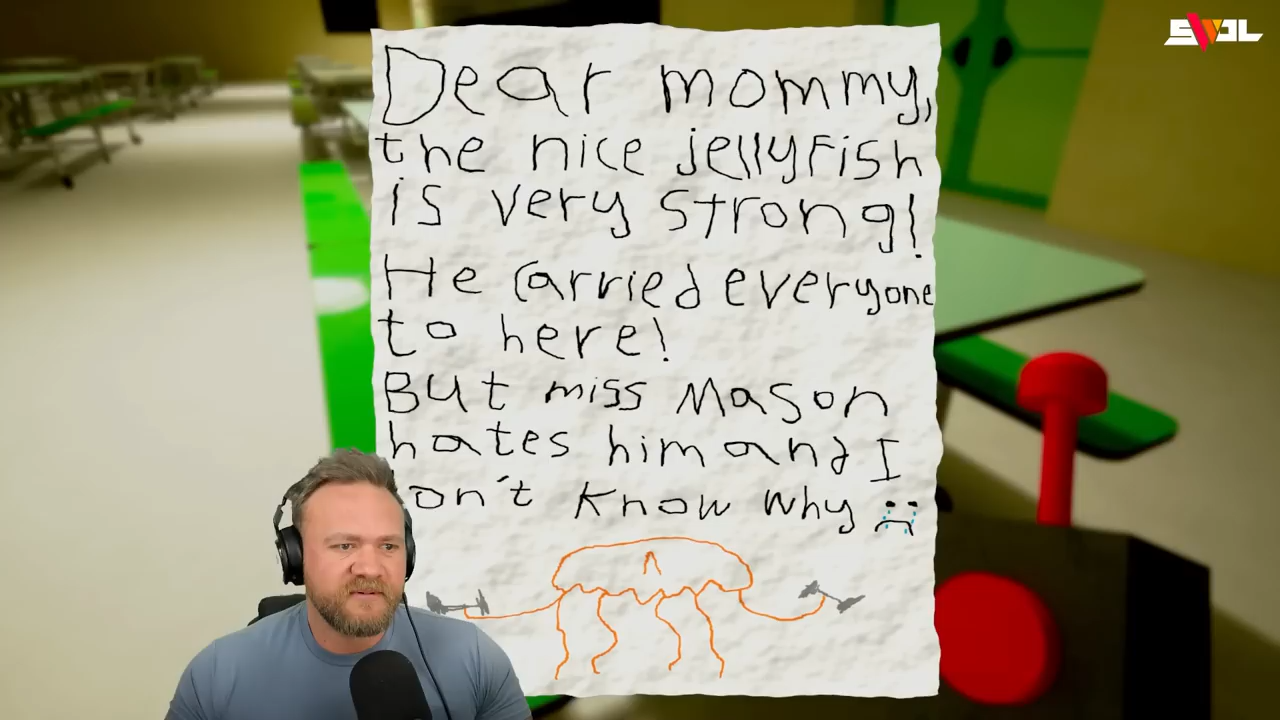 SWOL
Dear mommy,
the nice jellyfish
is very strong!
He carried everyone
to here!
But miss Mason
hates him and I
on't know why